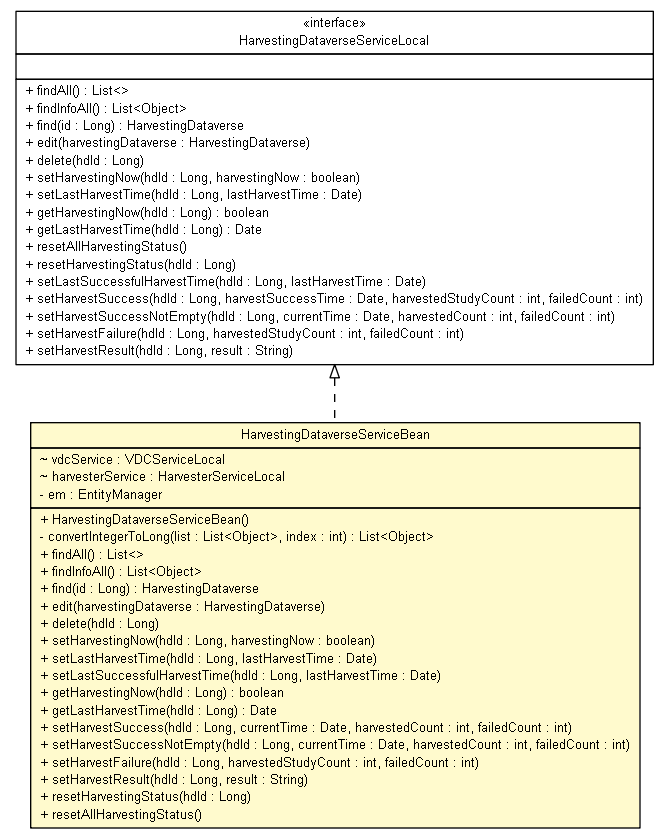 «interface»
HarvestingDataverseServiceLocal
+ findAll() : List<>
+ findInfoAll() : List<Object>
+ find(id : Long) : HarvestingDataverse
+ edit(harvestingDataverse : HarvestingDataverse)
+ delete(hdId : Long)
+ setHarvestingNow(hdId : Long, harvestingNow : boolean)
+ setLastHarvestTime(hdId : Long, lastHarvestTime : Date)
+ getHarvestingNow(hdId : Long) : boolean
+ getLastHarvestTime(hdId : Long) : Date
+ resetAllHarvestingStatus()
+ resetHarvestingStatus(hdId : Long)
+ setLastSuccessfulHarvestTime(hdId : Long, lastHarvestTime : Date)
+ setHarvestSuccess(hdId : Long, harvestSuccessTime : Date, harvestedStudyCount : int, failedCount : int)
+ setHarvestSuccessNotEmpty(hdId : Long, currentTime : Date, harvestedCount : int, failedCount : int)
+ setHarvestFailure(hdId : Long, harvestedStudyCount : int, failedCount : int)
+ setHarvestResult(hdId : Long, result : String)
HarvestingDataverseServiceBean
~ vdcService : VDCServiceLocal
~ harvesterService : HarvesterServiceLocal
- em : EntityManager
+ HarvestingDataverseServiceBean()
- convertIntegerToLong(list : List<Object>, index : int) : List<Object>
+ findAll() : List<>
+ findInfoAll() : List<Object>
+ find(id : Long) : HarvestingDataverse
+ edit(harvestingDataverse : HarvestingDataverse)
+ delete(hdId : Long)
+ setHarvestingNow(hdId : Long, harvestingNow : boolean)
+ setLastHarvestTime(hdId : Long, lastHarvestTime : Date)
+ setLastSuccessfulHarvestTime(hdId : Long, lastHarvestTime : Date)
+ getHarvestingNow(hdId : Long) : boolean
+ getLastHarvestTime(hdId : Long) : Date
+ setHarvestSuccess(hdId : Long, currentTime : Date, harvestedCount : int, failedCount : int)
+ setHarvestSuccessNotEmpty(hdId : Long, currentTime : Date, harvestedCount : int, failedCount : int)
+ setHarvestFailure(hdId : Long, harvestedStudyCount : int, failedCount : int)
+ setHarvestResult(hdId : Long, result : String)
+ resetHarvestingStatus(hdId : Long)
+ resetAllHarvestingStatus()